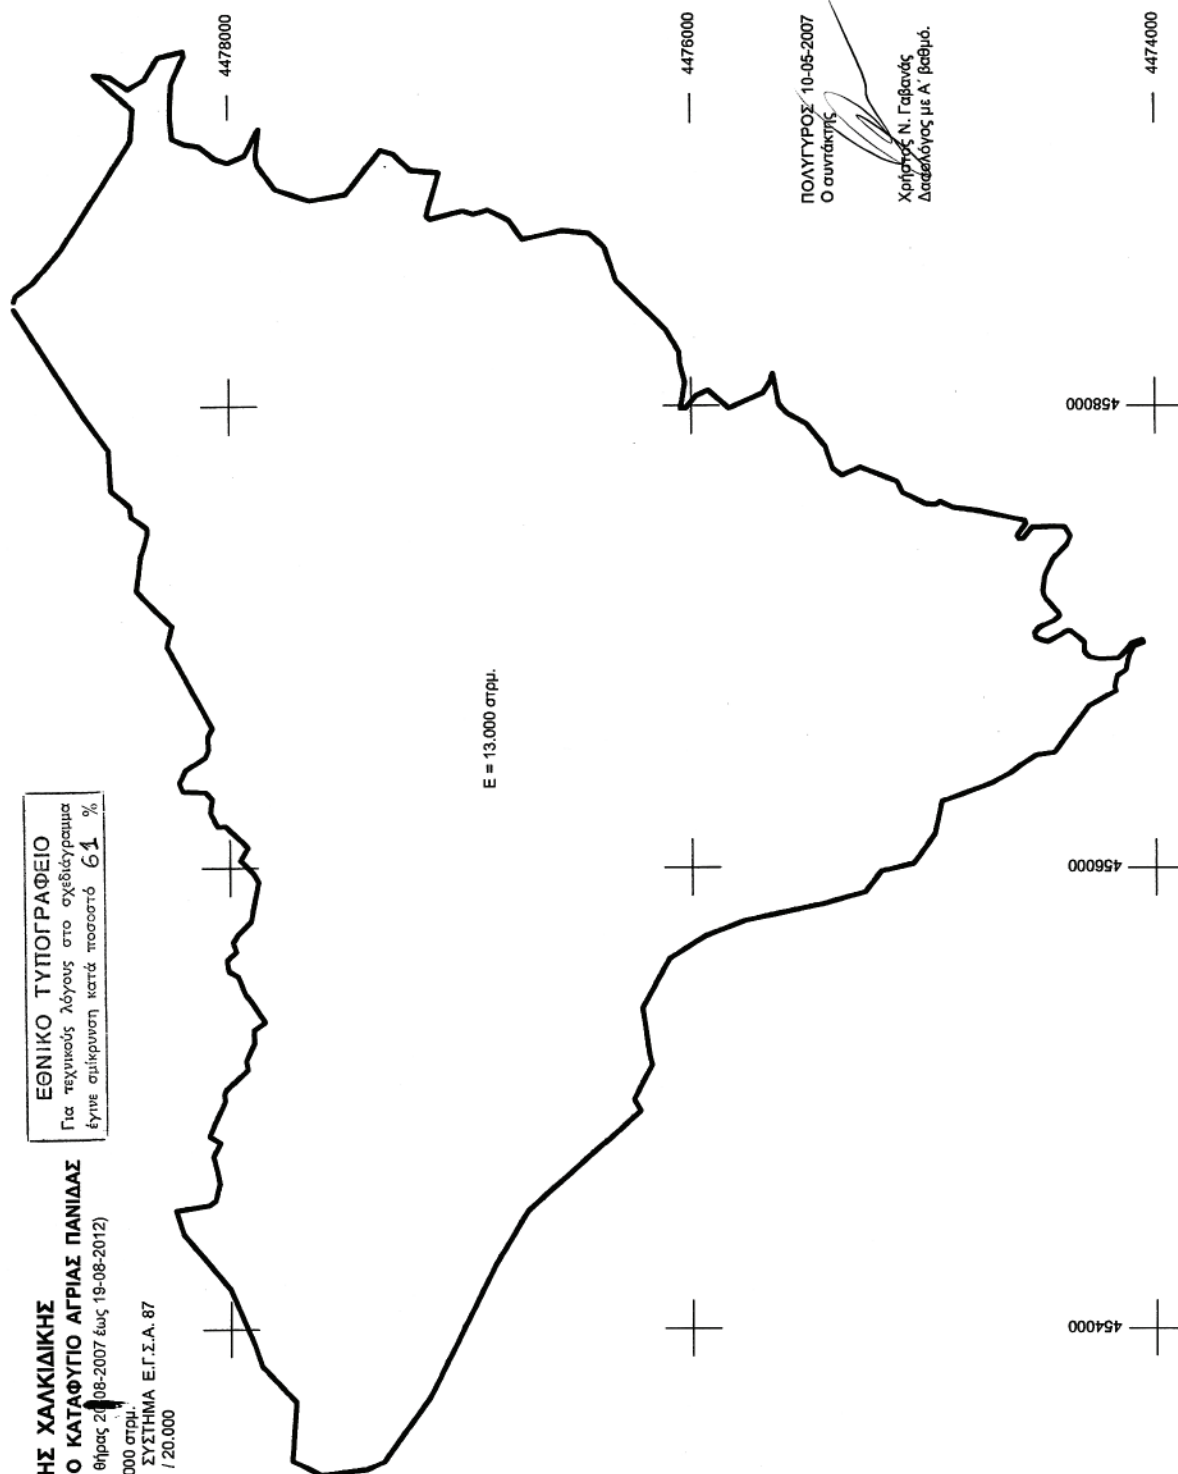 ΗΣ ΧΑΛΚΙΔΙΚΗΣ
Ο ΚΑΤΑΦΥΓΙΟ ΑΓΡΙΑΣ ΠΑΝΙΔΑΣ
θήρας 20-08-2007 έως 19-08-2012)
000 στρμ.
ΣΥΣΤΗΜΑ Ε.Γ.Σ.Α. 87
/ 20.000
ΕΘΝΙΚΟ ΤΥΠΟΓΡΑΦΕΙΟ
Για τεχνικούς λόγους στο σχεδιάγραμμα
έγινε σμίκρυνση κατά ποσοστό 61 %
Ε = 13.000 στρμ.
4478000
4476000
4474000
458000
456000
454000
ΠΟΛΥΓΥΡΟΣ 10-05-2007
Ο συντάκτης
Χρήστος Ν. Γαβανάς
Δασολόγος με Α΄ βαθμό.